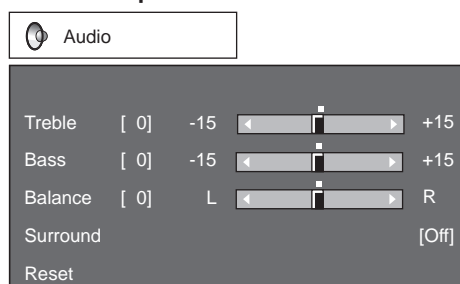 Audio
Treble [ 0] -15 +15
Bass [ 0] -15 +15
Balance [ 0] L R
Surround [Off]
Reset